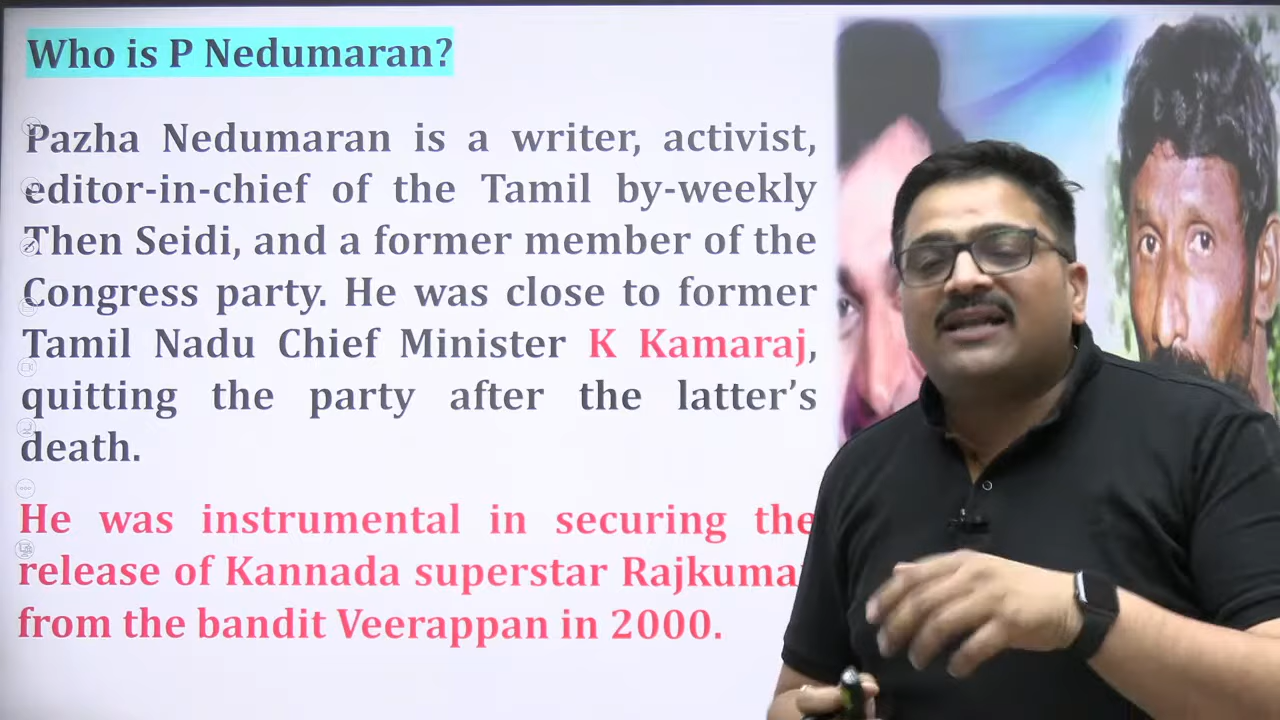 Who is P Nedumaran?
Pazha Nedumaran is a writer, activist,
editor-in-chief of the Tamil by-weekly
Then Seidi, and a former member of the
Congress party. He was close to former
Tamil Nadu Chief Minister K Kamaraj,
quitting the party after the latter’s
death.
He was instrumental in securing the
release of Kannada superstar Rajkumar
from the bandit Veerappan in 2000.